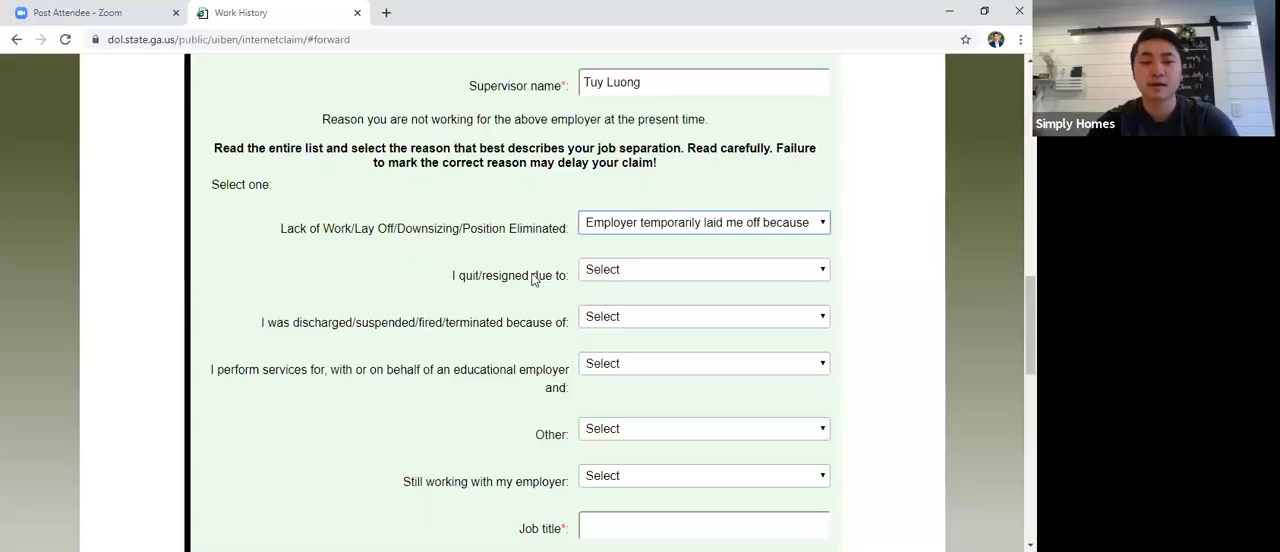 Post Attendee - Zoom
Work History
dol.state.ga.us/public/uiben/internetclaim/#forward
Supervisor name*:
Tuy Luong
Reason you are not working for the above employer at the present time.
Read the entire list and select the reason that best describes your job separation. Read carefully. Failure
to mark the correct reason may delay your claim!
Select one:
Lack of Work/Lay Off/Downsizing/Position Eliminated:
Employer temporarily laid me off because
I quit/resigned due to:
Select
I was discharged/suspended/fired/terminated because of:
Select
I perform services for, with or on behalf of an educational employer
and:
Select
Other:
Select
Still working with my employer:
Select
Job title*:
Simply Homes